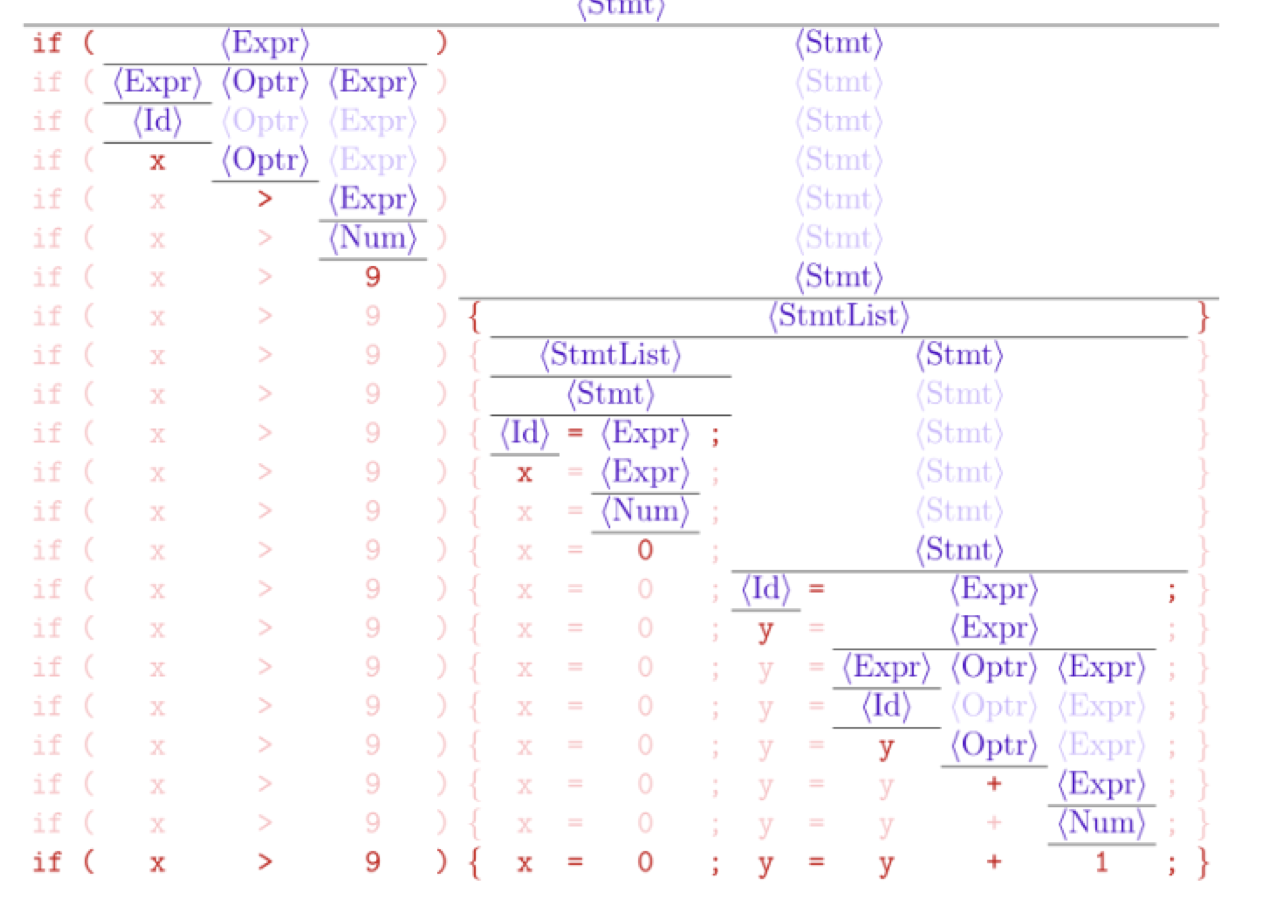 ⟨Stmt⟩
if ( ⟨Expr⟩ ) ⟨Stmt⟩
if ( ⟨Expr⟩ ⟨Optr⟩ ⟨Expr⟩ ) ⟨Stmt⟩
if ( ⟨Id⟩ ⟨Optr⟩ ⟨Expr⟩ ) ⟨Stmt⟩
if ( x ⟨Optr⟩ ⟨Expr⟩ ) ⟨Stmt⟩
if ( x > ⟨Expr⟩ ) ⟨Stmt⟩
if ( x > ⟨Num⟩ ) ⟨Stmt⟩
if ( x > 9 ) ⟨Stmt⟩
if ( x > 9 ) { ⟨StmtList⟩ }
if ( x > 9 ) { ⟨StmtList⟩ ⟨Stmt⟩ }
if ( x > 9 ) { ⟨Stmt⟩ ⟨Stmt⟩ }
if ( x > 9 ) { ⟨Id⟩ = ⟨Expr⟩ ; ⟨Stmt⟩ }
if ( x > 9 ) { x = ⟨Expr⟩ ; ⟨Stmt⟩ }
if ( x > 9 ) { x = ⟨Num⟩ ; ⟨Stmt⟩ }
if ( x > 9 ) { x = 0 ; ⟨Stmt⟩ }
if ( x > 9 ) { x = 0 ; ⟨Id⟩ = ⟨Expr⟩ ; }
if ( x > 9 ) { x = 0 ; y = ⟨Expr⟩ ; }
if ( x > 9 ) { x = 0 ; y = ⟨Expr⟩ ⟨Optr⟩ ⟨Expr⟩ ; }
if ( x > 9 ) { x = 0 ; y = ⟨Id⟩ ⟨Optr⟩ ⟨Expr⟩ ; }
if ( x > 9 ) { x = 0 ; y = y ⟨Optr⟩ ⟨Expr⟩ ; }
if ( x > 9 ) { x = 0 ; y = y + ⟨Expr⟩ ; }
if ( x > 9 ) { x = 0 ; y = y + ⟨Num⟩ ; }
if ( x > 9 ) { x = 0 ; y = y + 1 ; }